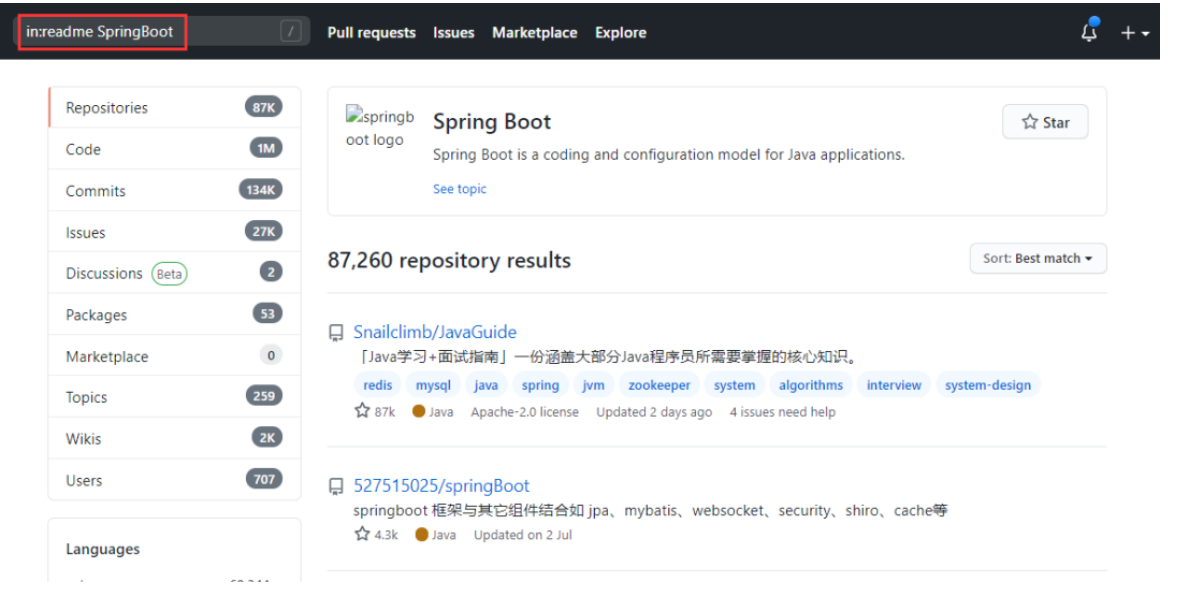 in:readme SpringBoot / Pull requests Issues Marketplace Explore
Repositories 87K
Code 1M
Commits 134K
Issues 27K
Discussions Beta 2
Packages 53
Marketplace 0
Topics 259
Wikis 2K
Users 707
Languages
springb
oot logo
Spring Boot
Star
Spring Boot is a coding and configuration model for Java applications.
See topic
87,260 repository results
Sort: Best match
Snailclimb/JavaGuide
「Java学习+面试指南」一份涵盖大部分Java程序员所需要掌握的核心知识。
redis mysql java spring jvm zookeeper system algorithms interview system-design
87k Java Apache-2.0 license Updated 2 days ago 4 issues need help
527515025/springBoot
springboot 框架与其它组件结合如 jpa、mybatis、websocket、security、shiro、cache等
4.3k Java Updated on 2 Jul